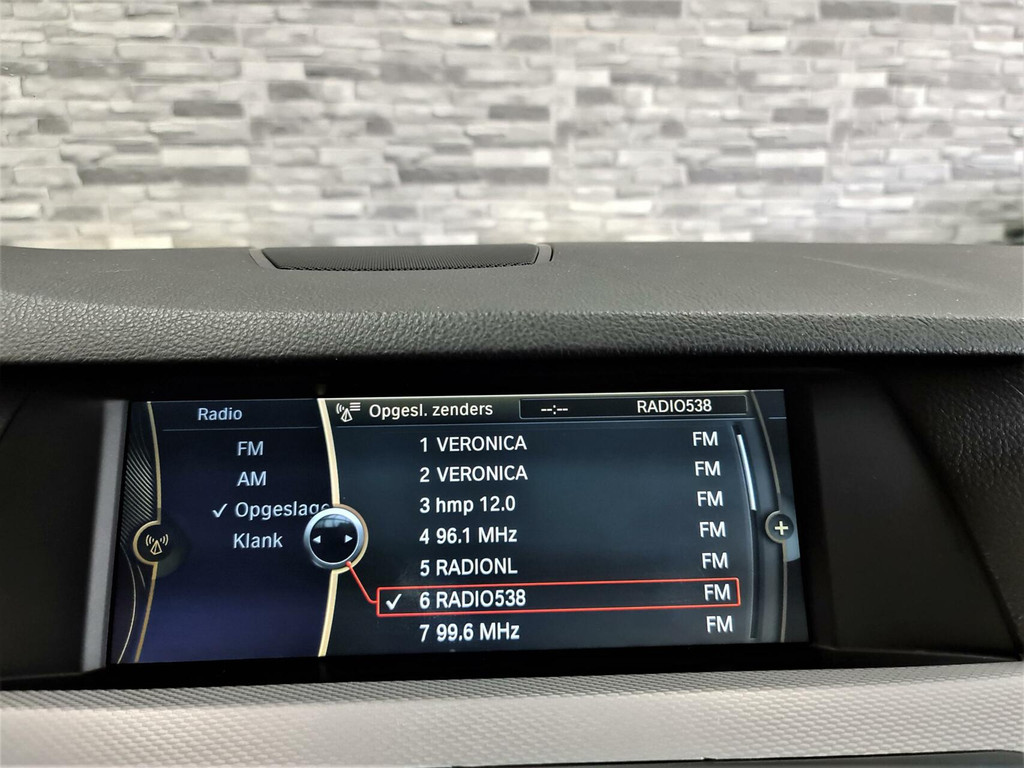 Radio
FM
AM
✓ Opgeslage
Klank
Opgesl. zenders --:-- RADIO538
1 VERONICA FM
2 VERONICA FM
3 hmp 12.0 FM
4 96.1 MHz FM
5 RADIONL FM
✓ 6 RADIO538 FM
7 99.6 MHz FM
+